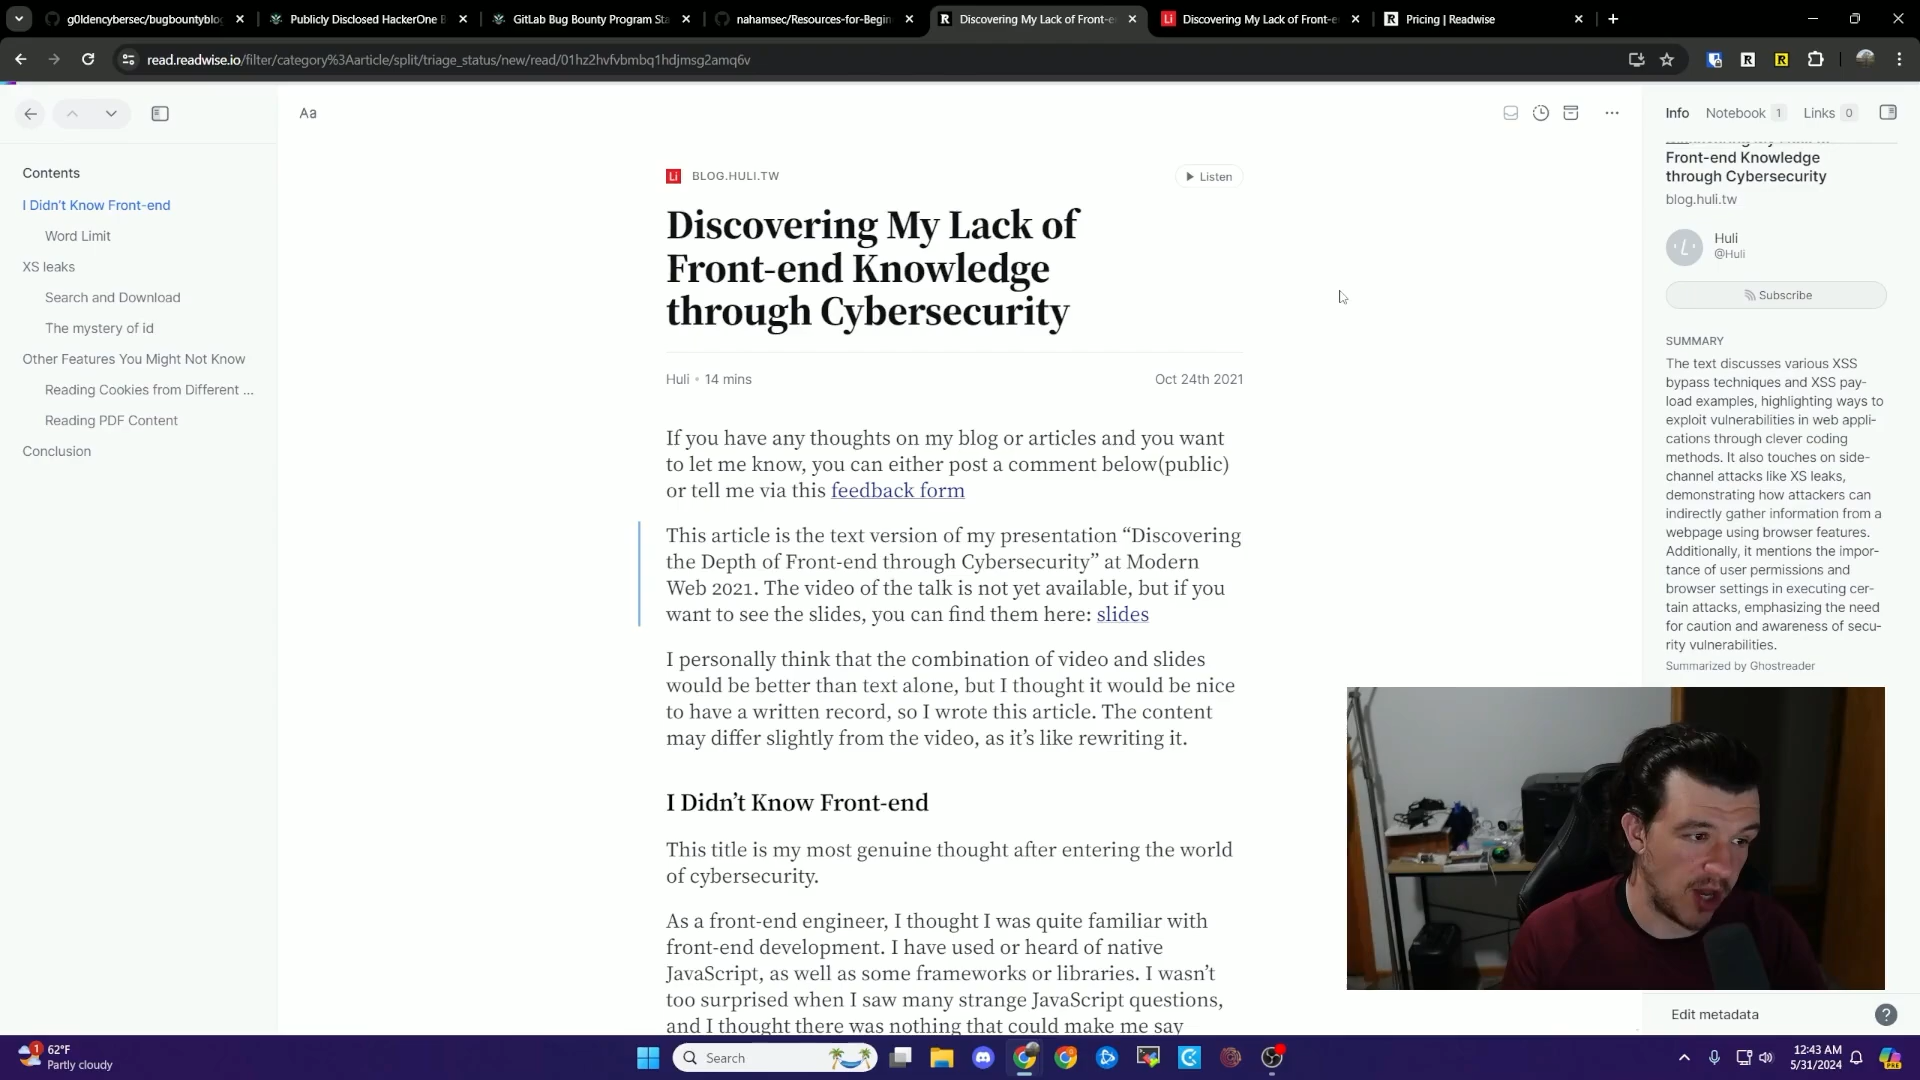 g0ldencybersec/bugbountyblog
Publicly Disclosed HackerOne B
GitLab Bug Bounty Program Sta
nahamsec/Resources-for-Begin
Discovering My Lack of Front-e
Discovering My Lack of Front-e
Pricing | Readwise
read.readwise.io/filter/category%3Aarticle/split/triage_status/new/read/01hz2hvfvbmbq1hdjmsg2amq6v
Contents
I Didn't Know Front-end
Word Limit
XS leaks
Search and Download
The mystery of id
Other Features You Might Not Know
Reading Cookies from Different ...
Reading PDF Content
Conclusion
Aa
Li BLOG.HULI.TW
Listen
Discovering My Lack of
Front-end Knowledge
through Cybersecurity
Huli • 14 mins
Oct 24th 2021
If you have any thoughts on my blog or articles and you want
to let me know, you can either post a comment below(public)
or tell me via this feedback form
This article is the text version of my presentation “Discovering
the Depth of Front-end through Cybersecurity” at Modern
Web 2021. The video of the talk is not yet available, but if you
want to see the slides, you can find them here: slides
I personally think that the combination of video and slides
would be better than text alone, but I thought it would be nice
to have a written record, so I wrote this article. The content
may differ slightly from the video, as it’s like rewriting it.
I Didn’t Know Front-end
This title is my most genuine thought after entering the world
of cybersecurity.
As a front-end engineer, I thought I was quite familiar with
front-end development. I have used or heard of native
JavaScript, as well as some frameworks or libraries. I wasn’t
too surprised when I saw many strange JavaScript questions,
and I thought there was nothing that could make me say
Info Notebook 1 Links 0
Front-end Knowledge
through Cybersecurity
blog.huli.tw
Huli
@Huli
Subscribe
SUMMARY
The text discusses various XSS
bypass techniques and XSS pay-
load examples, highlighting ways to
exploit vulnerabilities in web appli-
cations through clever coding
methods. It also touches on side-
channel attacks like XS leaks,
demonstrating how attackers can
indirectly gather information from a
webpage using browser features.
Additionally, it mentions the impor-
tance of user permissions and
browser settings in executing cer-
tain attacks, emphasizing the need
for caution and awareness of secu-
rity vulnerabilities.
Summarized by Ghostreader
Edit metadata
1
62°F
Partly cloudy
Search
12:43 AM
5/31/2024